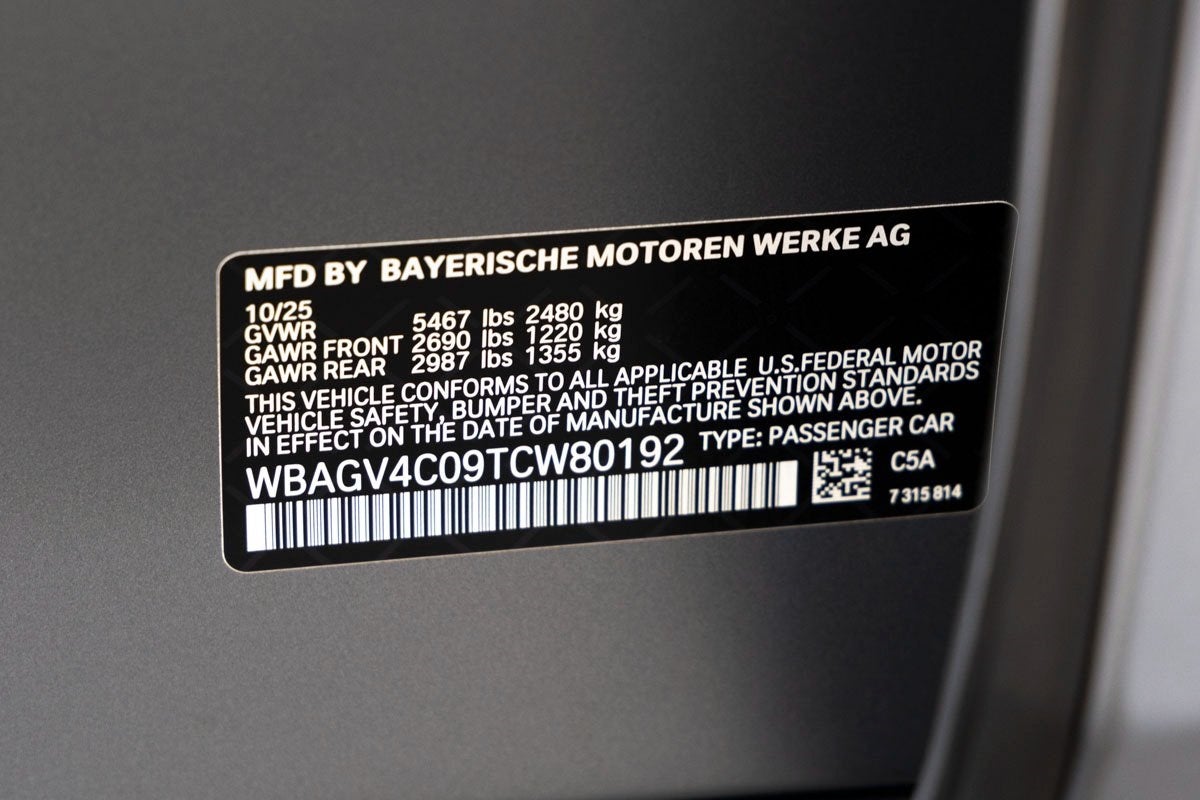 MFD BY BAYERISCHE MOTOREN WERKE AG
10/25
GVWR 5467 lbs 2480 kg
GAWR FRONT 2690 lbs 1220 kg
GAWR REAR 2987 lbs 1355 kg
THIS VEHICLE CONFORMS TO ALL APPLICABLE U.S.FEDERAL MOTOR
VEHICLE SAFETY, BUMPER AND THEFT PREVENTION STANDARDS
IN EFFECT ON THE DATE OF MANUFACTURE SHOWN ABOVE.
WBAGV4C09TCW80192 TYPE: PASSENGER CAR
C5A
7 315 814